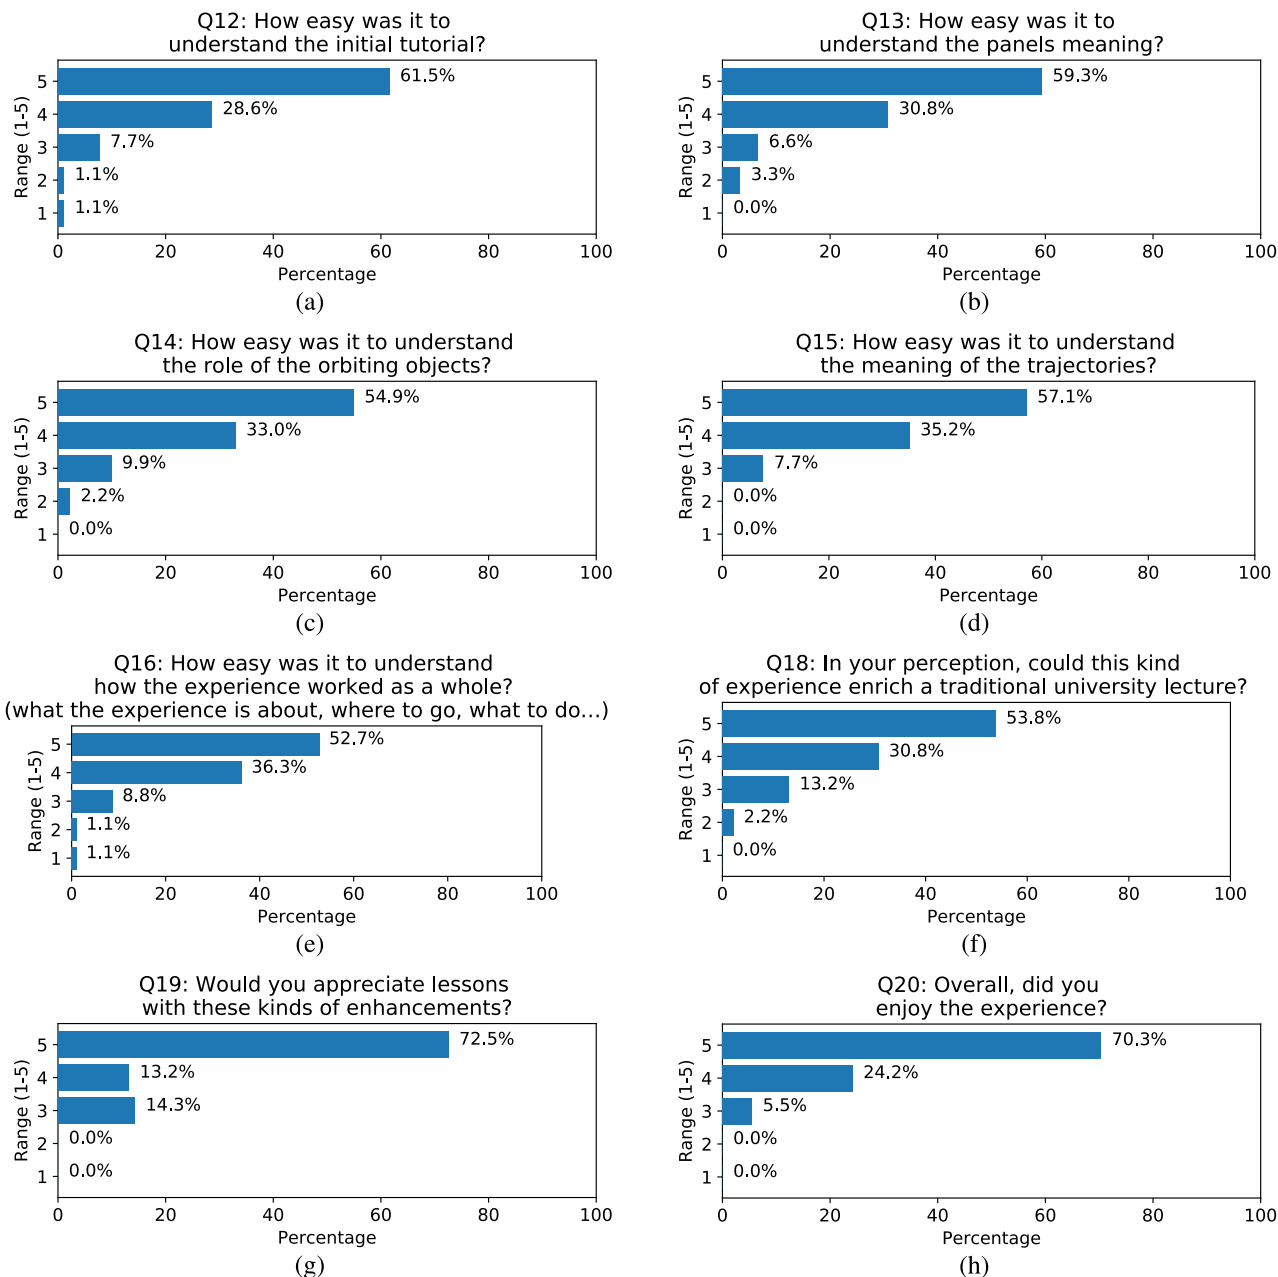 Q12: How easy was it to
understand the initial tutorial?
Range (1-5)
5
61.5%
4
28.6%
3
7.7%
2
1.1%
1
1.1%
0 20 40 60 80 100
Percentage
(a)
Q13: How easy was it to
understand the panels meaning?
Range (1-5)
5
59.3%
4
30.8%
3
6.6%
2
3.3%
1
0.0%
0 20 40 60 80 100
Percentage
(b)
Q14: How easy was it to understand
the role of the orbiting objects?
Range (1-5)
5
54.9%
4
33.0%
3
9.9%
2
2.2%
1
0.0%
0 20 40 60 80 100
Percentage
(c)
Q15: How easy was it to understand
the meaning of the trajectories?
Range (1-5)
5
57.1%
4
35.2%
3
7.7%
2
0.0%
1
0.0%
0 20 40 60 80 100
Percentage
(d)
Q16: How easy was it to understand
how the experience worked as a whole?
(what the experience is about, where to go, what to do...)
Range (1-5)
5
52.7%
4
36.3%
3
8.8%
2
1.1%
1
1.1%
0 20 40 60 80 100
Percentage
(e)
Q18: In your perception, could this kind
of experience enrich a traditional university lecture?
Range (1-5)
5
53.8%
4
30.8%
3
13.2%
2
2.2%
1
0.0%
0 20 40 60 80 100
Percentage
(f)
Q19: Would you appreciate lessons
with these kinds of enhancements?
Range (1-5)
5
72.5%
4
13.2%
3
14.3%
2
0.0%
1
0.0%
0 20 40 60 80 100
Percentage
(g)
Q20: Overall, did you
enjoy the experience?
Range (1-5)
5
70.3%
4
24.2%
3
5.5%
2
0.0%
1
0.0%
0 20 40 60 80 100
Percentage
(h)